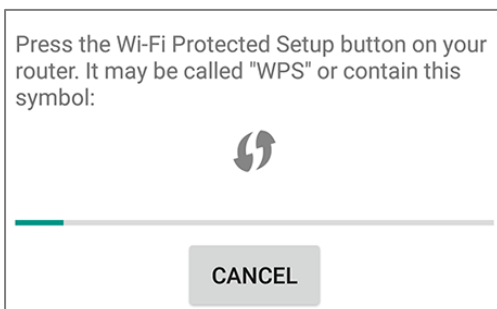 Press the Wi-Fi Protected Setup button on your
router. It may be called "WPS" or contain this
symbol:
CANCEL